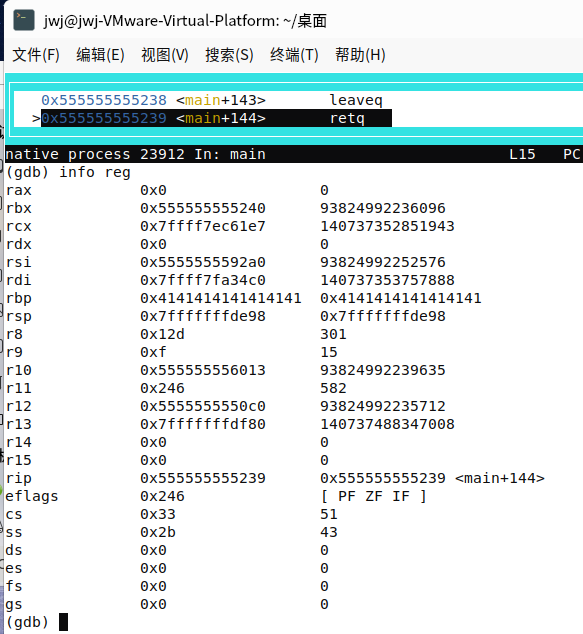 jwj@jwj-VMware-Virtual-Platform: ~/桌面
文件(F) 编辑(E) 视图(V) 搜索(S) 终端(T) 帮助(H)
0x555555555238 <main+143> leaveq
>0x555555555239 <main+144> retq
native process 23912 In: main L15 PC
(gdb) info reg
rax 0x0 0
rbx 0x555555555240 93824992236096
rcx 0x7ffff7ec61e7 140737352851943
rdx 0x0 0
rsi 0x5555555592a0 93824992252576
rdi 0x7ffff7fa34c0 140737353757888
rbp 0x4141414141414141 0x4141414141414141
rsp 0x7fffffffde98 0x7fffffffde98
r8 0x12d 301
r9 0xf 15
r10 0x555555556013 93824992239635
r11 0x246 582
r12 0x5555555550c0 93824992235712
r13 0x7fffffffdf80 140737488347008
r14 0x0 0
r15 0x0 0
rip 0x555555555239 0x555555555239 <main+144>
eflags 0x246 [ PF ZF IF ]
cs 0x33 51
ss 0x2b 43
ds 0x0 0
es 0x0 0
fs 0x0 0
gs 0x0 0
(gdb)